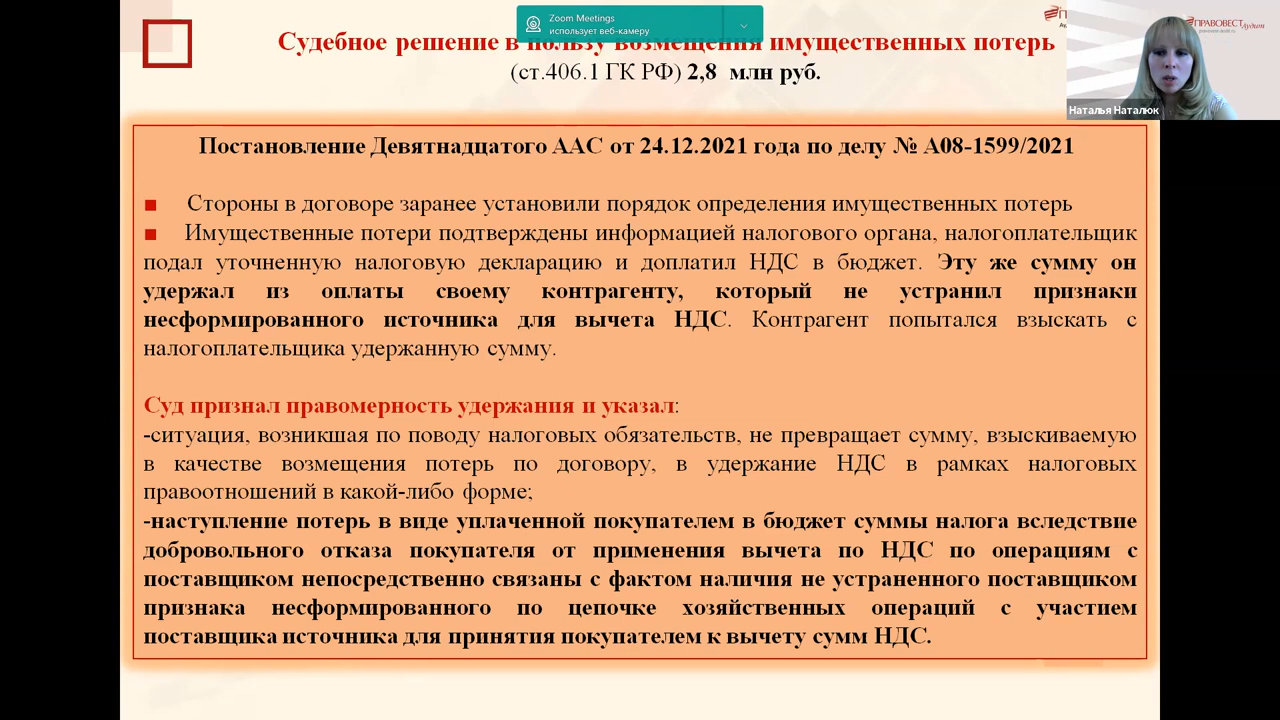 Zoom Meetings
использует веб-камеру
Судебное решение в пользу возмещения имущественных потерь
(ст.406.1 ГК РФ) 2,8 млн руб.
ПРАВОВЕСТ Аудит
pravovest-audit.ru
Наталья Наталюк
Постановление Девятнадцатого ААС от 24.12.2021 года по делу № А08-1599/2021
■ Стороны в договоре заранее установили порядок определения имущественных потерь
■ Имущественные потери подтверждены информацией налогового органа, налогоплательщик
подал уточненную налоговую декларацию и доплатил НДС в бюджет. Эту же сумму он
удержал из оплаты своему контрагенту, который не устранил признаки
несформированного источника для вычета НДС. Контрагент попытался взыскать с
налогоплательщика удержанную сумму.
Суд признал правомерность удержания и указал:
-ситуация, возникшая по поводу налоговых обязательств, не превращает сумму, взыскиваемую
в качестве возмещения потерь по договору, в удержание НДС в рамках налоговых
правоотношений в какой-либо форме;
-наступление потерь в виде уплаченной покупателем в бюджет суммы налога вследствие
добровольного отказа покупателя от применения вычета по НДС по операциям с
поставщиком непосредственно связаны с фактом наличия не устраненного поставщиком
признака несформированного по цепочке хозяйственных операций с участием
поставщика источника для принятия покупателем к вычету сумм НДС.